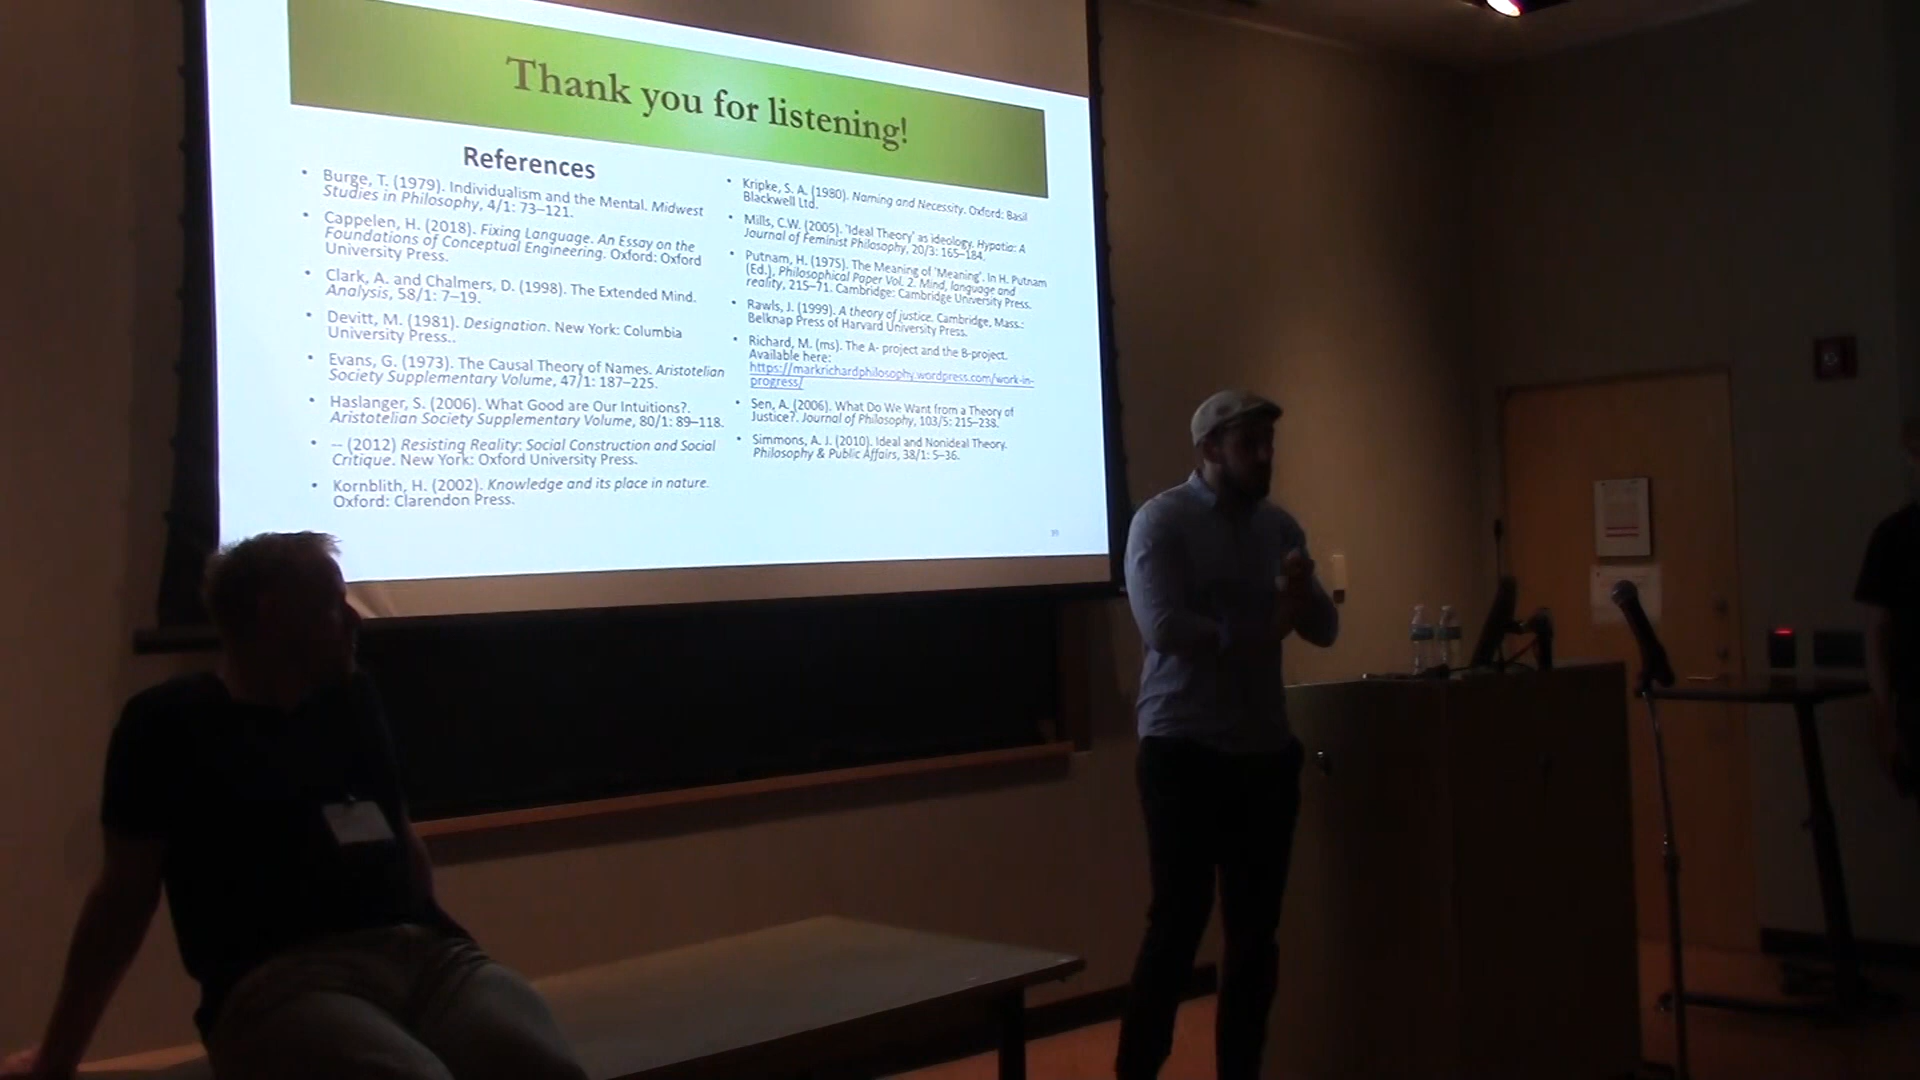 Thank you for listening!
References
• Burge, T. (1979). Individualism and the Mental. Midwest
Studies in Philosophy, 4/1: 73–121.
• Cappelen, H. (2018). Fixing Language. An Essay on the
Foundations of Conceptual Engineering. Oxford: Oxford
University Press.
• Clark, A. and Chalmers, D. (1998). The Extended Mind.
Analysis, 58/1: 7–19.
• Devitt, M. (1981). Designation. New York: Columbia
University Press..
• Evans, G. (1973). The Causal Theory of Names. Aristotelian
Society Supplementary Volume, 47/1: 187–225.
• Haslanger, S. (2006). What Good are Our Intuitions?.
Aristotelian Society Supplementary Volume, 80/1: 89–118.
• -- (2012) Resisting Reality: Social Construction and Social
Critique. New York: Oxford University Press.
• Kornblith, H. (2002). Knowledge and its place in nature.
Oxford: Clarendon Press.
• Kripke, S. A. (1980). Naming and Necessity. Oxford: Basil
Blackwell Ltd.
• Mills, C.W. (2005). 'Ideal Theory' as ideology. Hypatia: A
Journal of Feminist Philosophy, 20/3: 165–184.
• Putnam, H. (1975). The Meaning of 'Meaning'. In H. Putnam
(Ed.), Philosophical Paper Vol. 2. Mind, language and
reality, 215–71. Cambridge: Cambridge University Press.
• Rawls, J. (1999). A theory of justice. Cambridge, Mass.:
Belknap Press of Harvard University Press.
• Richard, M. (ms). The A- project and the B-project.
Available here:
https://markrichardphilosophy.wordpress.com/work-in-
progress/
• Sen, A. (2006). What Do We Want from a Theory of
Justice?. Journal of Philosophy, 103/5: 215–238.
• Simmons, A. J. (2010). Ideal and Nonideal Theory.
Philosophy & Public Affairs, 38/1: 5–36.